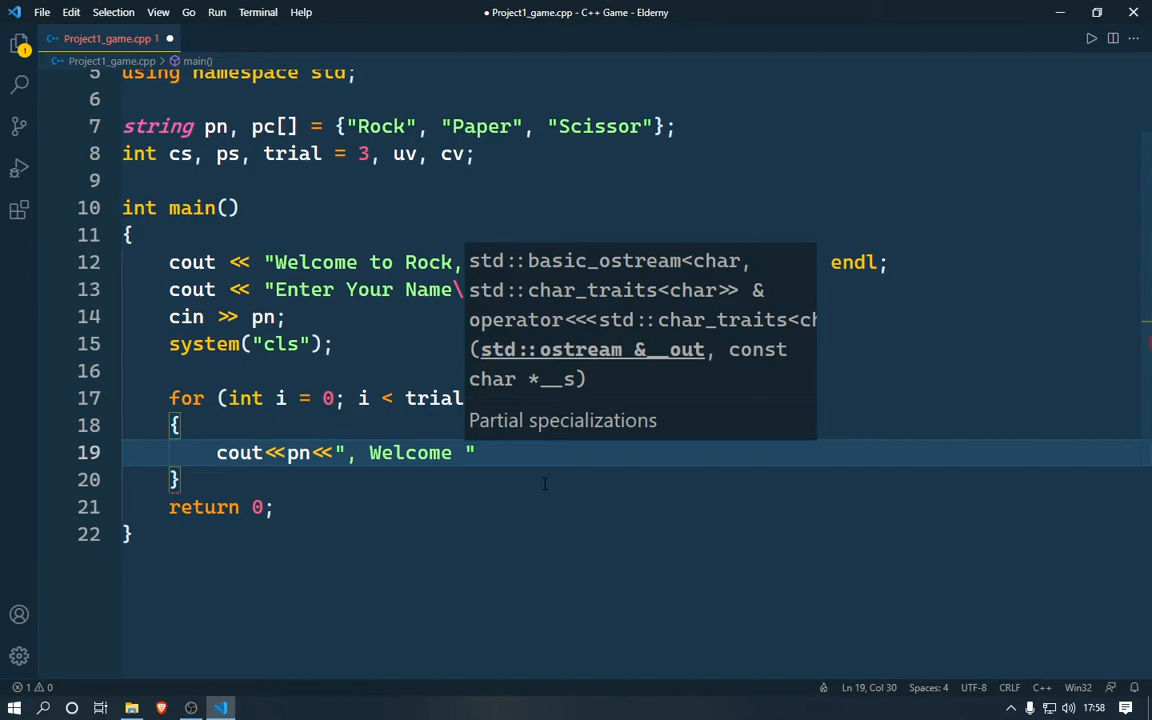 File Edit Selection View Go Run Terminal Help
● Project1_game.cpp - C++ Game - Elderny
Project1_game.cpp 1 ●
Project1_game.cpp > main()
5 using namespace std;
6
7 string pn, pc[] = {"Rock", "Paper", "Scissor"};
8 int cs, ps, trial = 3, uv, cv;
9
10 int main()
11 {
12 cout << "Welcome to Rock, endl;
13 cout << "Enter Your Name\
14 cin >> pn;
15 system("cls");
16
17 for (int i = 0; i < trial
18 {
19 cout<<pn<<", Welcome "
20 }
21 return 0;
22 }
std::basic_ostream<char,
std::char_traits<char>> &
operator<<<std::char_traits<ch
(std::ostream &__out, const
char *__s)
Partial specializations
1 0
Ln 19, Col 30 Spaces: 4 UTF-8 CRLF C++ Win32
17:58